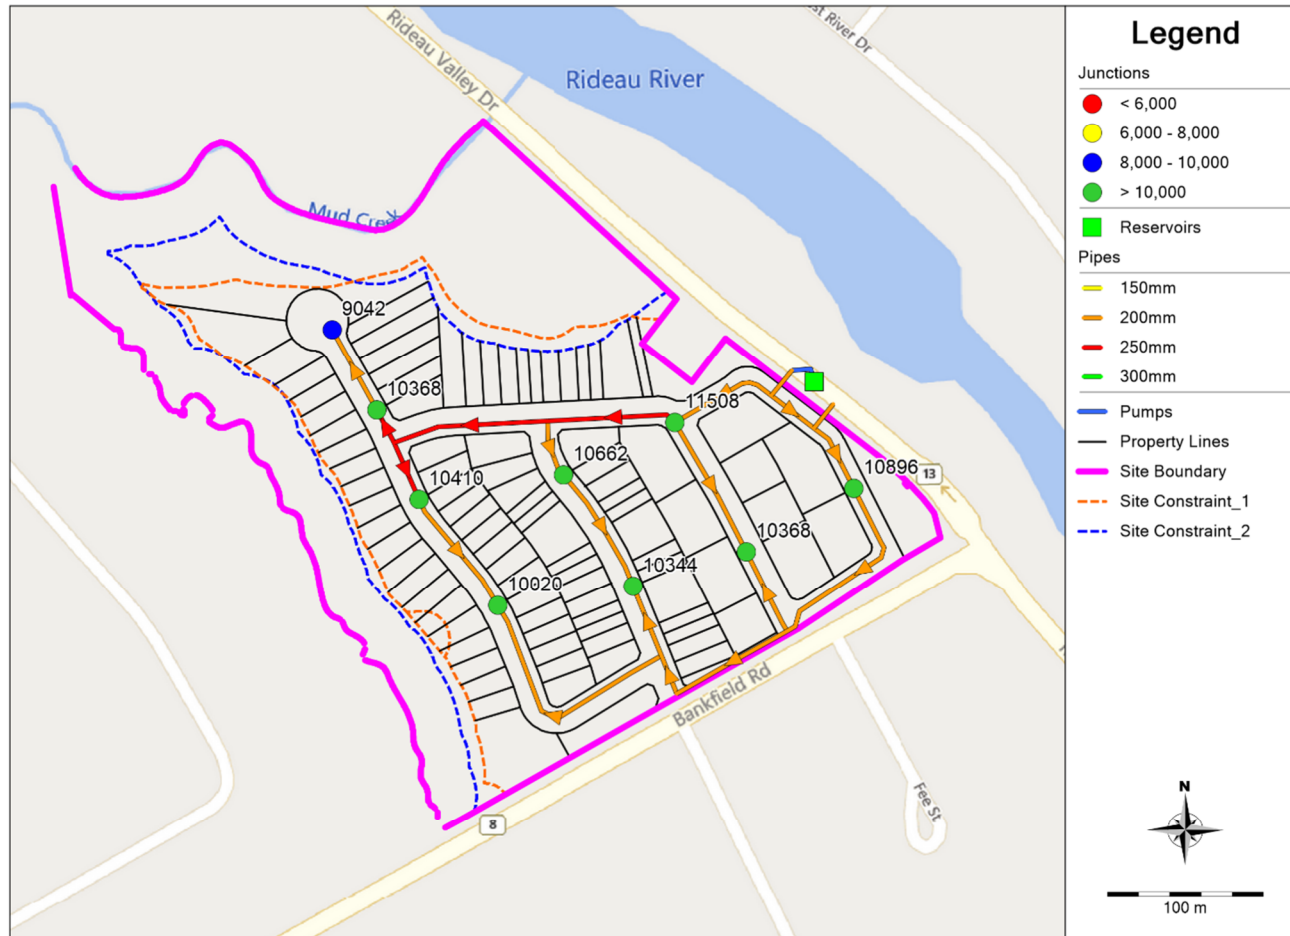 Rideau Valley Dr
st River Dr
Rideau River
Mud Creek
9042
10368
11508
10662
10410
10896
13
10368
10344
10020
Bankfield Rd
8
Fee St
Legend
Junctions
< 6,000
6,000 - 8,000
8,000 - 10,000
> 10,000
Reservoirs
Pipes
150mm
200mm
250mm
300mm
Pumps
Property Lines
Site Boundary
Site Constraint_1
Site Constraint_2
N
100 m